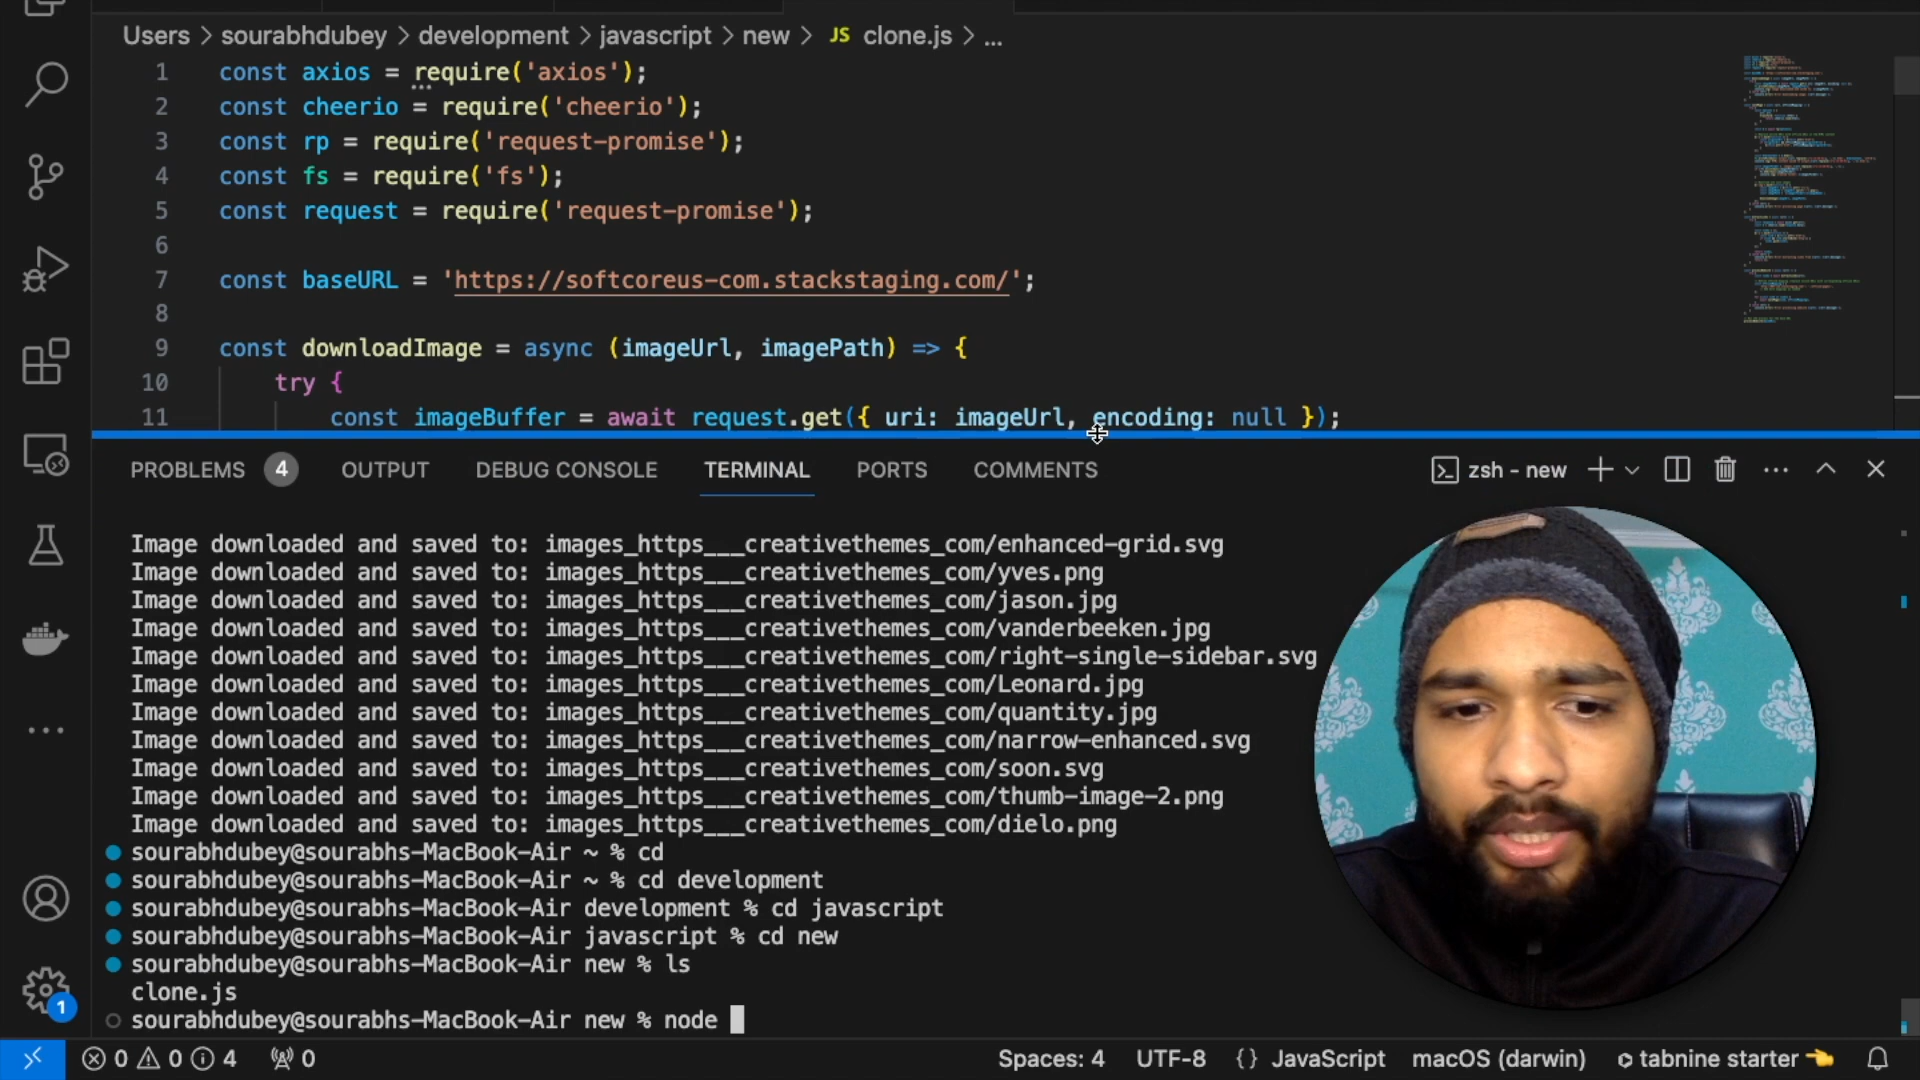 Users > sourabhdubey > development > javascript > new > JS clone.js > ...
1 const axios = require('axios');
2 const cheerio = require('cheerio');
3 const rp = require('request-promise');
4 const fs = require('fs');
5 const request = require('request-promise');
6
7 const baseURL = 'https://softcoreus-com.stackstaging.com/';
8
9 const downloadImage = async (imageUrl, imagePath) => {
10 try {
11 const imageBuffer = await request.get({ uri: imageUrl, encoding: null });
PROBLEMS 4 OUTPUT DEBUG CONSOLE TERMINAL PORTS COMMENTS zsh - new
Image downloaded and saved to: images_https___creativethemes_com/enhanced-grid.svg
Image downloaded and saved to: images_https___creativethemes_com/yves.png
Image downloaded and saved to: images_https___creativethemes_com/jason.jpg
Image downloaded and saved to: images_https___creativethemes_com/vanderbeeken.jpg
Image downloaded and saved to: images_https___creativethemes_com/right-single-sidebar.svg
Image downloaded and saved to: images_https___creativethemes_com/Leonard.jpg
Image downloaded and saved to: images_https___creativethemes_com/quantity.jpg
Image downloaded and saved to: images_https___creativethemes_com/narrow-enhanced.svg
Image downloaded and saved to: images_https___creativethemes_com/soon.svg
Image downloaded and saved to: images_https___creativethemes_com/thumb-image-2.png
Image downloaded and saved to: images_https___creativethemes_com/dielo.png
sourabhdubey@sourabhs-MacBook-Air ~ % cd
sourabhdubey@sourabhs-MacBook-Air ~ % cd development
sourabhdubey@sourabhs-MacBook-Air development % cd javascript
sourabhdubey@sourabhs-MacBook-Air javascript % cd new
sourabhdubey@sourabhs-MacBook-Air new % ls
clone.js
sourabhdubey@sourabhs-MacBook-Air new % node
1
0 0 4 0 Spaces: 4 UTF-8 {} JavaScript macOS (darwin) tabnine starter